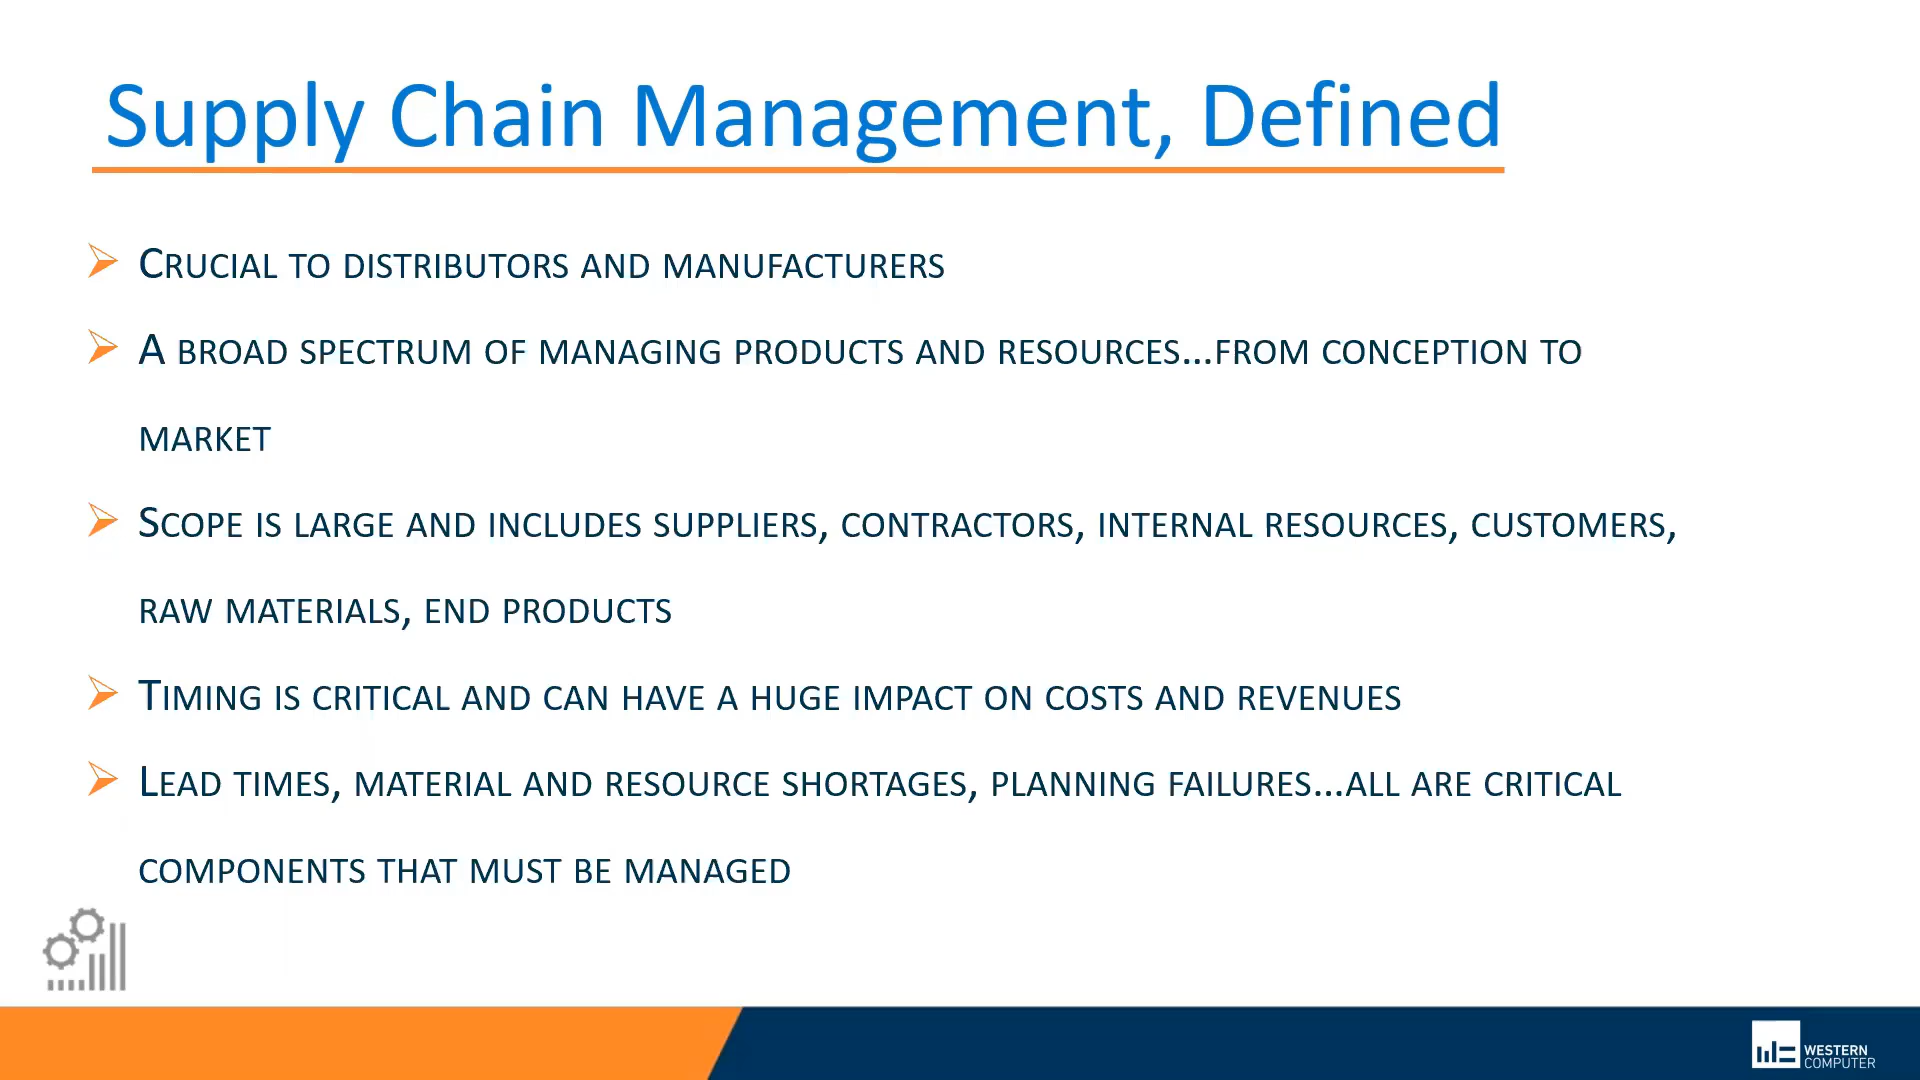 Supply Chain Management, Defined
Crucial to distributors and manufacturers
A broad spectrum of managing products and resources...from conception to
market
Scope is large and includes suppliers, contractors, internal resources, customers,
raw materials, end products
Timing is critical and can have a huge impact on costs and revenues
Lead times, material and resource shortages, planning failures...all are critical
components that must be managed
WESTERN
COMPUTER